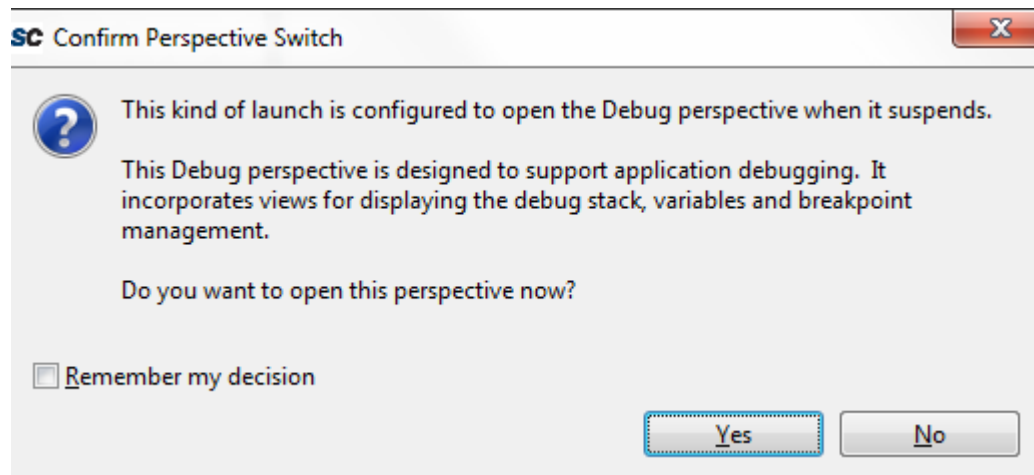 SC Confirm Perspective Switch
X
?
This kind of launch is configured to open the Debug perspective when it suspends.
This Debug perspective is designed to support application debugging. It
incorporates views for displaying the debug stack, variables and breakpoint
management.
Do you want to open this perspective now?
Remember my decision
Yes No